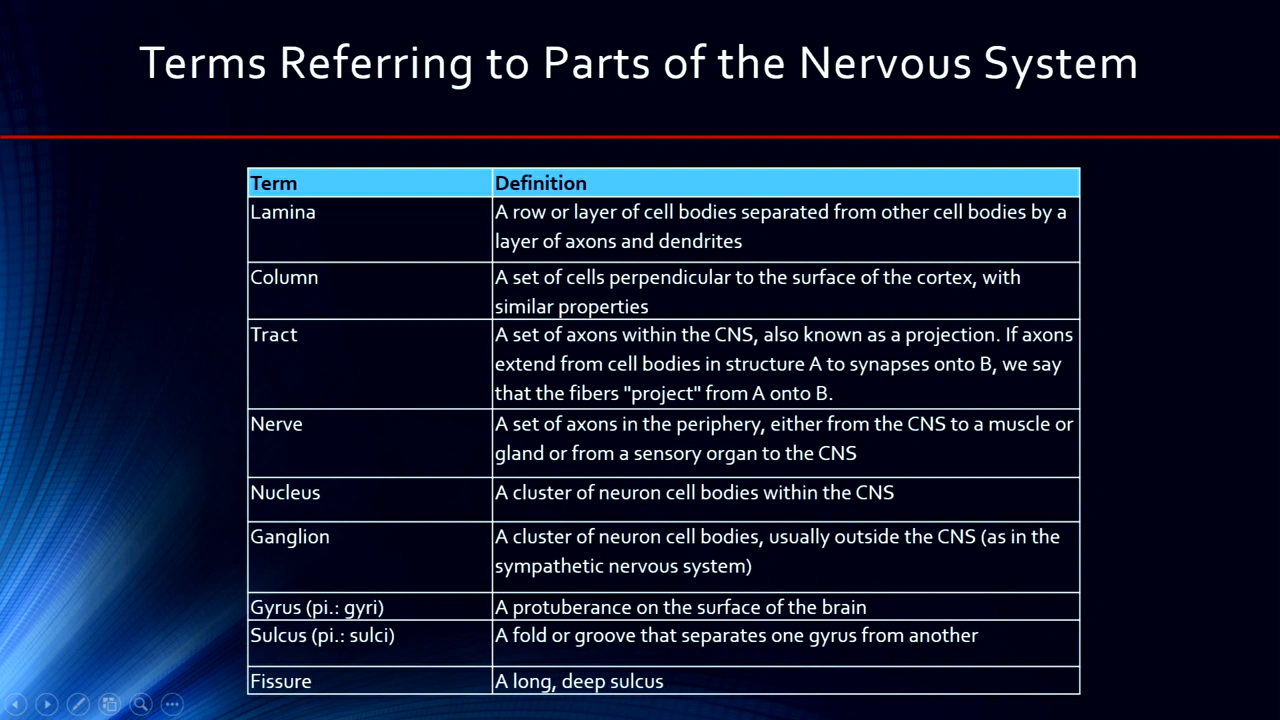 Terms Referring to Parts of the Nervous System
Term
Definition
Lamina
A row or layer of cell bodies separated from other cell bodies by a
layer of axons and dendrites
Column
A set of cells perpendicular to the surface of the cortex, with
similar properties
Tract
A set of axons within the CNS, also known as a projection. If axons
extend from cell bodies in structure A to synapses onto B, we say
that the fibers "project" from A onto B.
Nerve
A set of axons in the periphery, either from the CNS to a muscle or
gland or from a sensory organ to the CNS
Nucleus
A cluster of neuron cell bodies within the CNS
Ganglion
A cluster of neuron cell bodies, usually outside the CNS (as in the
sympathetic nervous system)
Gyrus (pi.: gyri)
A protuberance on the surface of the brain
Sulcus (pi.: sulci)
A fold or groove that separates one gyrus from another
Fissure
A long, deep sulcus